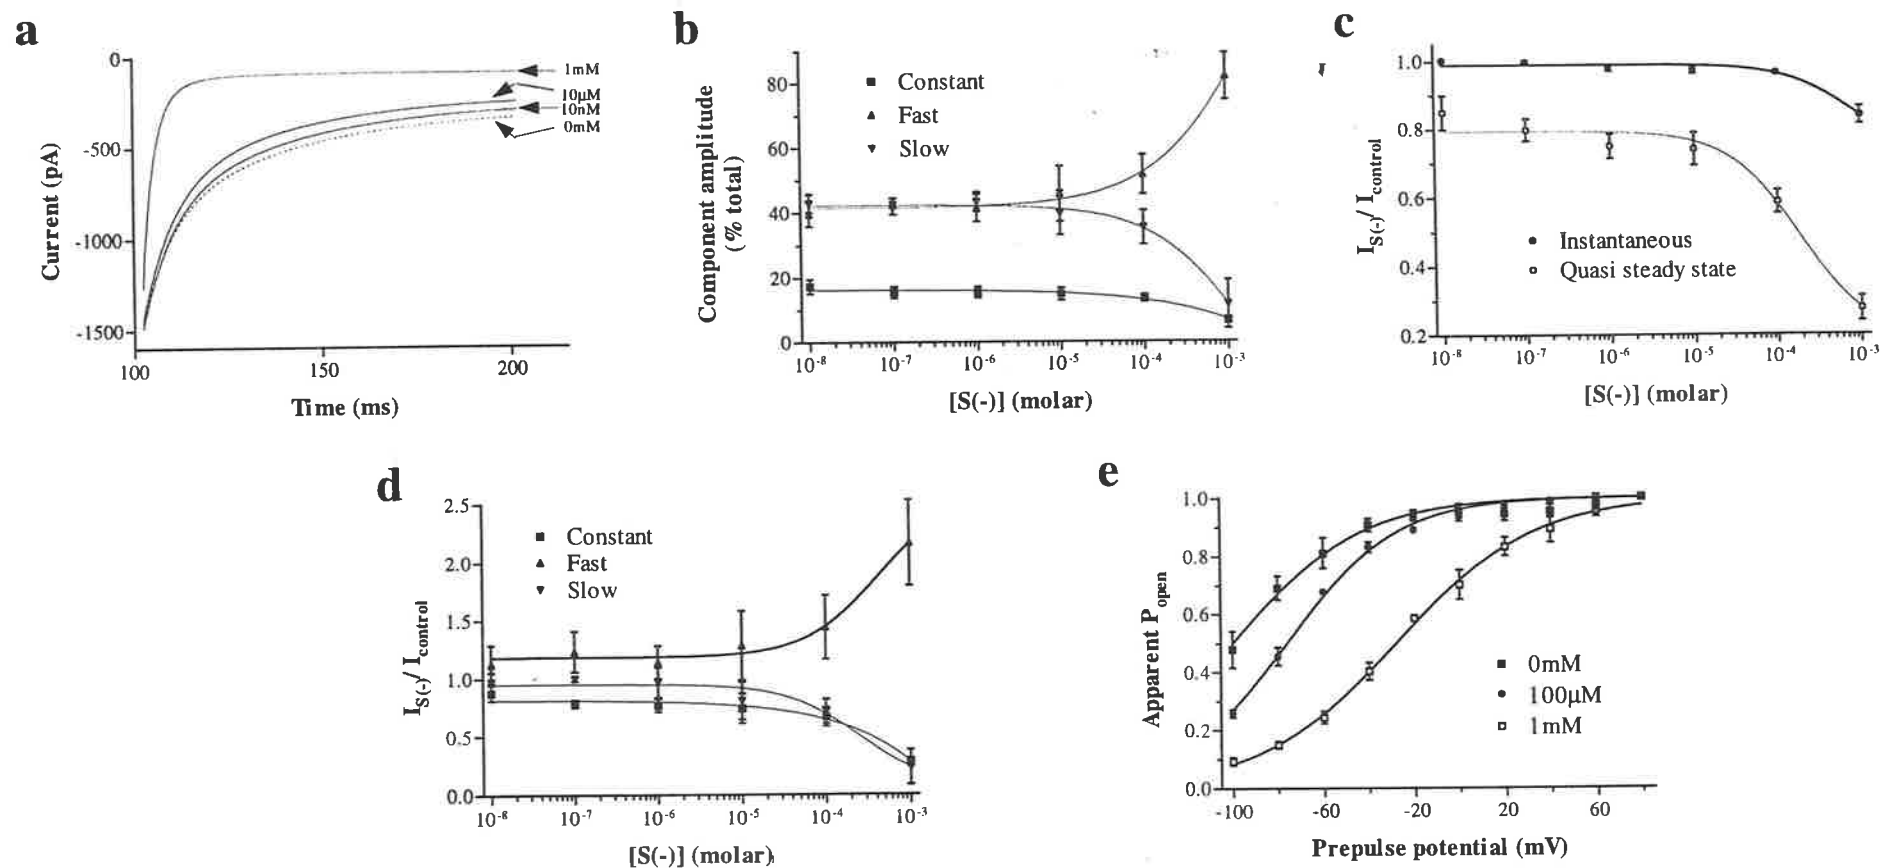 a
0
-500
-1000
-1500
Current (pA)
1mM
10µM
10nM
0mM
100
150
200
Time (ms)
b
80
60
40
20
0
Component amplitude
(% total)
Constant
Fast
Slow
10⁻⁸ 10⁻⁷ 10⁻⁶ 10⁻⁵ 10⁻⁴ 10⁻³
[S(-)] (molar)
c
1.0
0.8
0.6
0.4
0.2
I_S(-)/ I_control
Instantaneous
Quasi steady state
10⁻⁸ 10⁻⁷ 10⁻⁶ 10⁻⁵ 10⁻⁴ 10⁻³
[S(-)] (molar)
d
2.5
2.0
1.5
1.0
0.5
0.0
I_S(-)/ I_control
Constant
Fast
Slow
10⁻⁸ 10⁻⁷ 10⁻⁶ 10⁻⁵ 10⁻⁴ 10⁻³
[S(-)] (molar)
e
1.0
0.8
0.6
0.4
0.2
0.0
Apparent P_open
0mM
100µM
1mM
-100 -60 -20 20 60
Prepulse potential (mV)